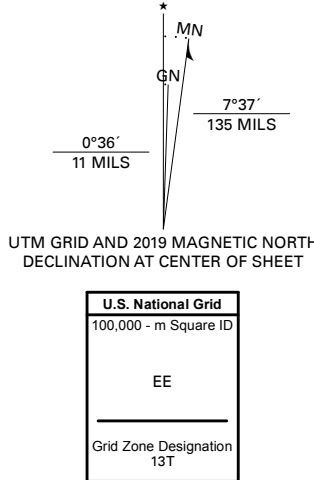 ★
MN
GN
7°37´
135 MILS
0°36´
11 MILS
UTM GRID AND 2019 MAGNETIC NORTH
DECLINATION AT CENTER OF SHEET
U.S. National Grid
100,000 - m Square ID
EE
Grid Zone Designation
13T